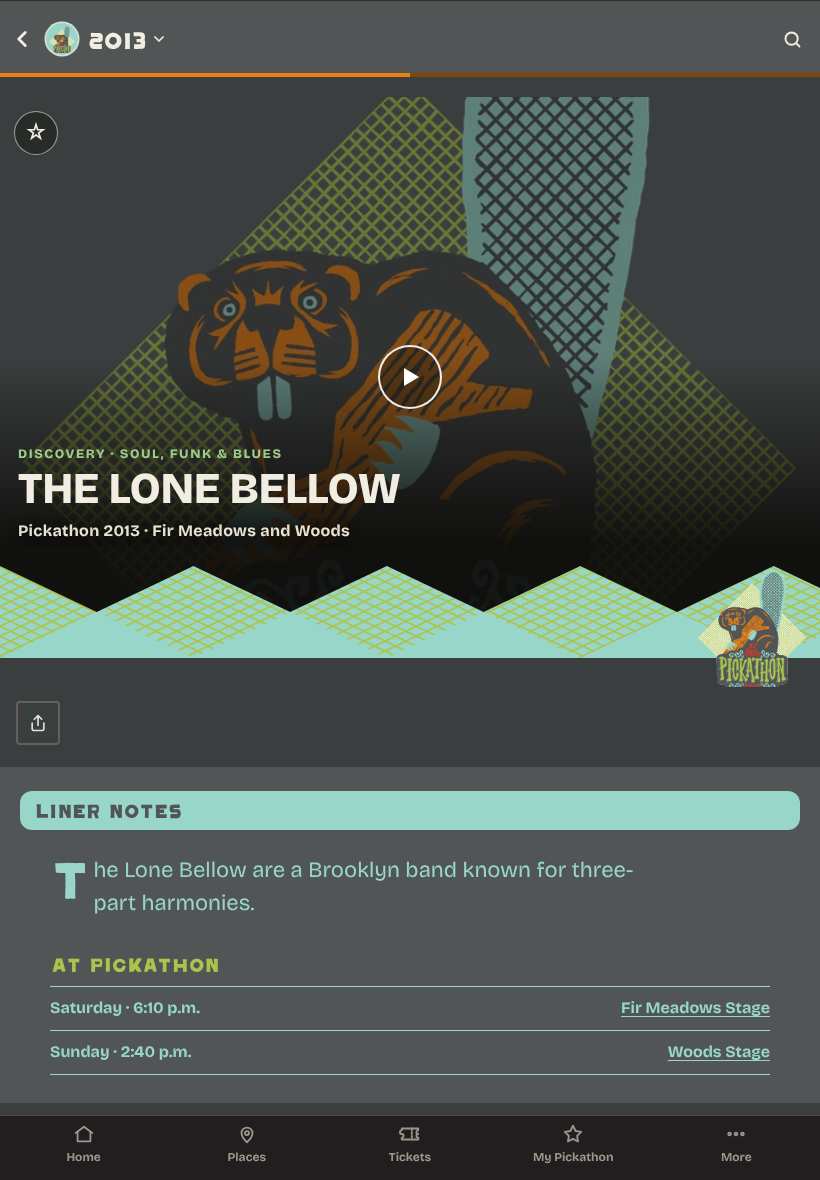 2013
DISCOVERY · SOUL, FUNK & BLUES
THE LONE BELLOW
Pickathon 2013 · Fir Meadows and Woods
PICKATHON
LINER NOTES
The Lone Bellow are a Brooklyn band known for three-
part harmonies.
AT PICKATHON
Saturday · 6:10 p.m. Fir Meadows Stage
Sunday · 2:40 p.m. Woods Stage
Home Places Tickets My Pickathon More